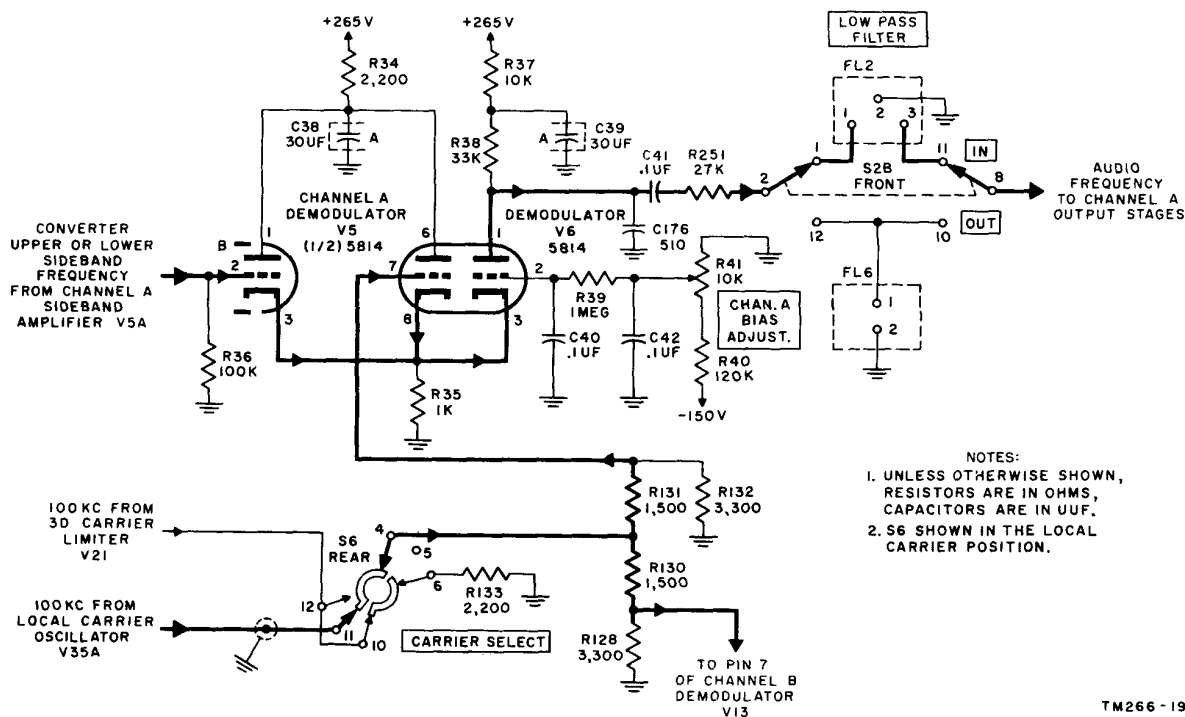 +265V
R34
2,200
C38
30UF
A
+265V
R37
10K
R38
33K
A
C39
30UF
C41
.1UF
R251
27K
LOW PASS
FILTER
FL2
1
2
3
1
2
S2B
FRONT
11
IN
8
AUDIO
FREQUENCY
TO CHANNEL A
OUTPUT STAGES
12
10
OUT
FL6
1
2
CONVERTER
UPPER OR LOWER
SIDEBAND
FREQUENCY
FROM CHANNEL A
SIDEBAND
AMPLIFIER V5A
B
1
2
3
R36
100K
CHANNEL A
DEMODULATOR
V5
(1/2) 5814
6
7
8
1
2
3
DEMODULATOR
V6
5814
C176
510
R39
1MEG
C40
.1UF
C42
.1UF
R41
10K
CHAN. A
BIAS
ADJUST.
R40
120K
-150V
R35
1K
R131
1,500
R132
3,300
R130
1,500
R128
3,300
100KC FROM
3D CARRIER
LIMITER
V21
S6
REAR
4
5
6
R133
2,200
12
11
10
CARRIER SELECT
100KC FROM
LOCAL CARRIER
OSCILLATOR
V35A
TO PIN 7
OF CHANNEL B
DEMODULATOR
V13
NOTES:
1. UNLESS OTHERWISE SHOWN,
RESISTORS ARE IN OHMS,
CAPACITORS ARE IN UUF.
2. S6 SHOWN IN THE LOCAL
CARRIER POSITION.
TM266-19